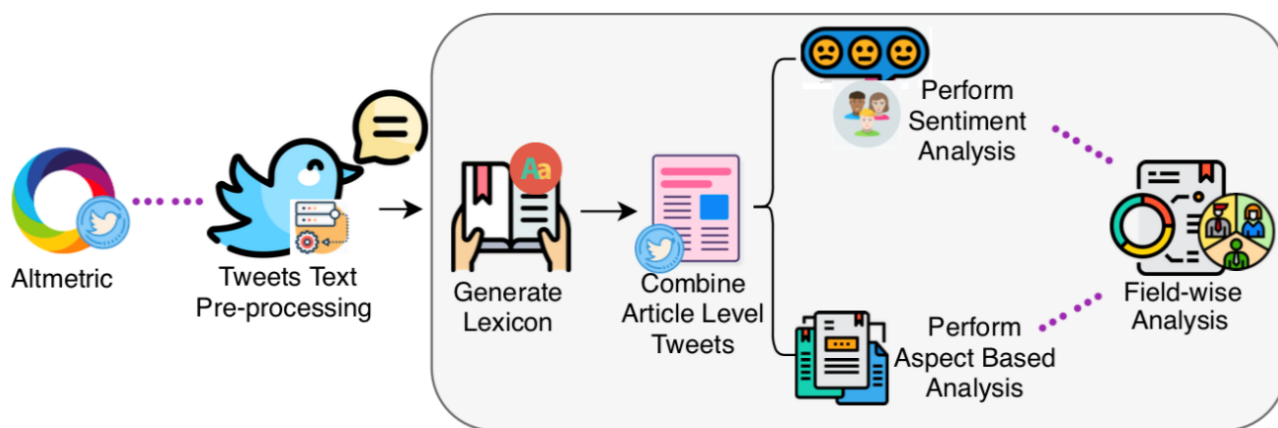 Altmetric
Tweets Text
Pre-processing
Aa
Generate
Lexicon
Combine
Article Level
Tweets
Perform
Sentiment
Analysis
Perform
Aspect Based
Analysis
Field-wise
Analysis